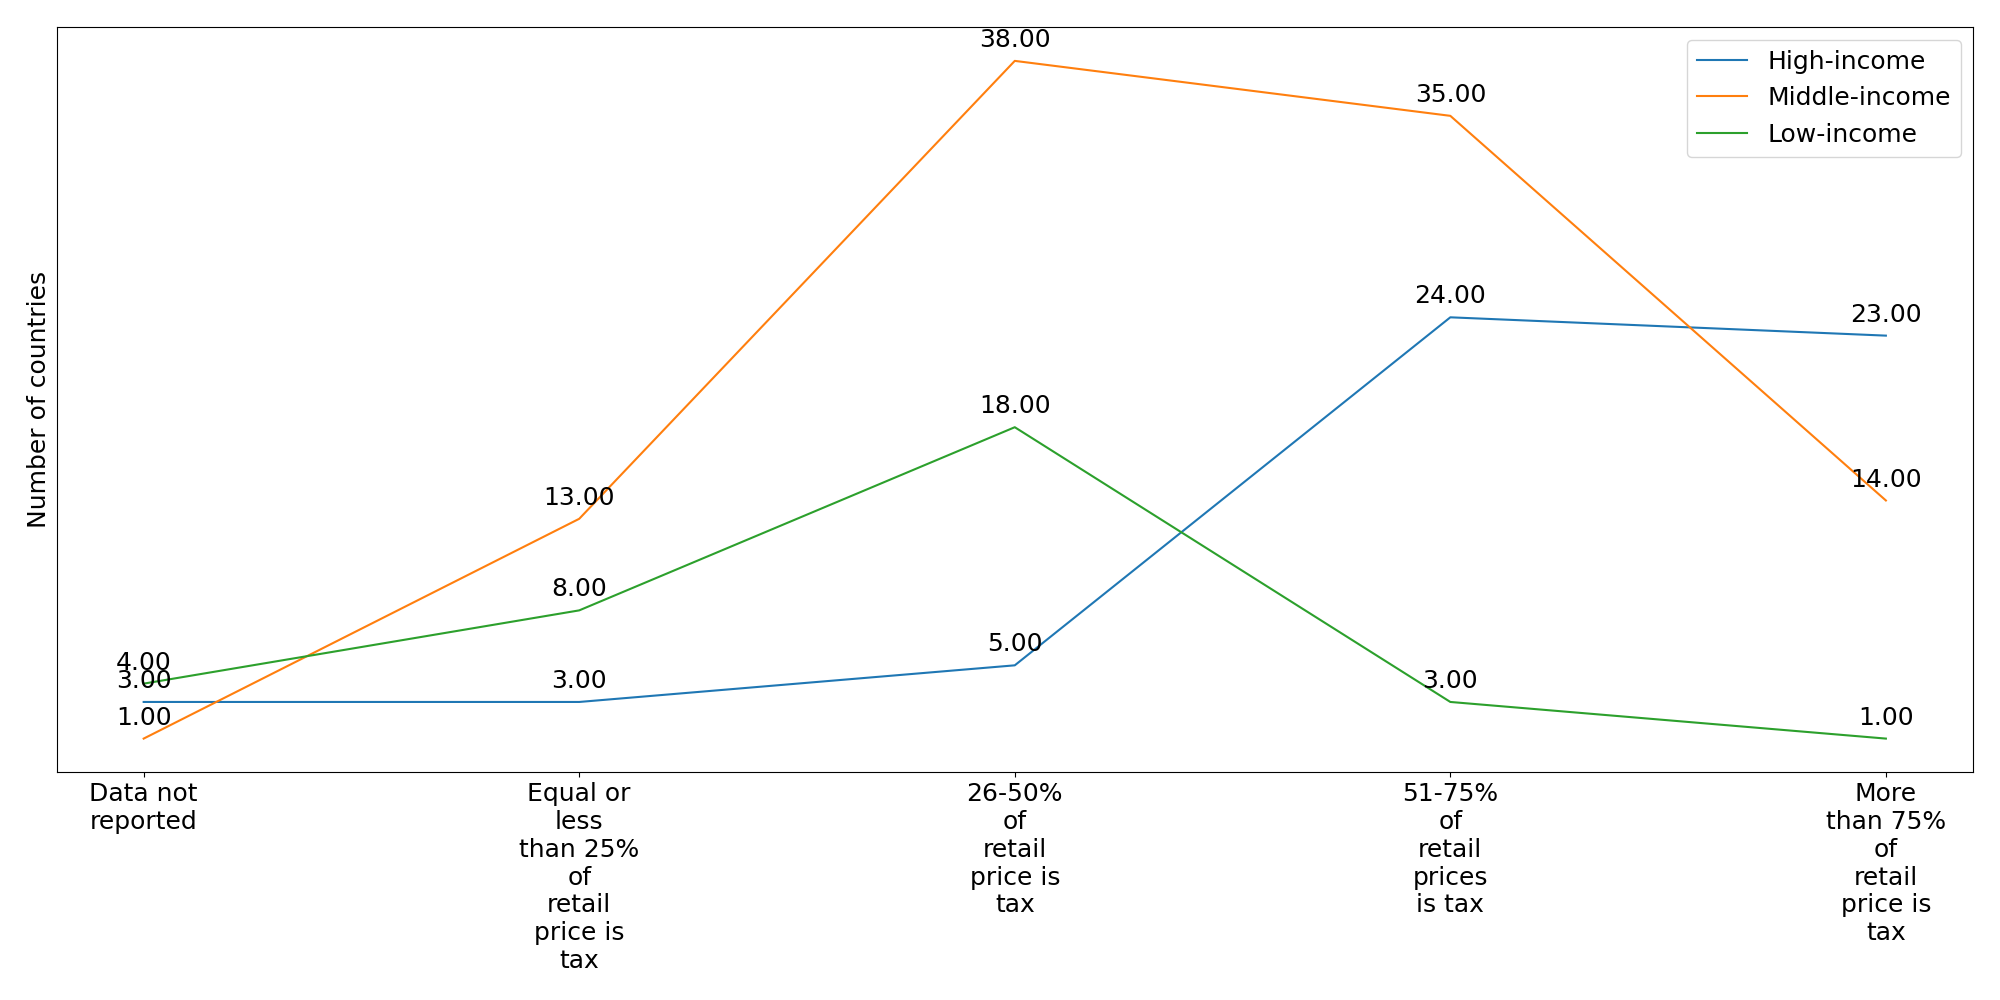 38.00
High-income
Middle-income
Low-income
35.00
24.00
23.00
18.00
14.00
13.00
8.00
5.00
4.00
3.00
3.00
3.00
1.00
1.00
Number of countries
Data not
reported
Equal or
less
than 25%
of
retail
price is
tax
26-50%
of
retail
price is
tax
51-75%
of
retail
prices
is tax
More
than 75%
of
retail
price is
tax